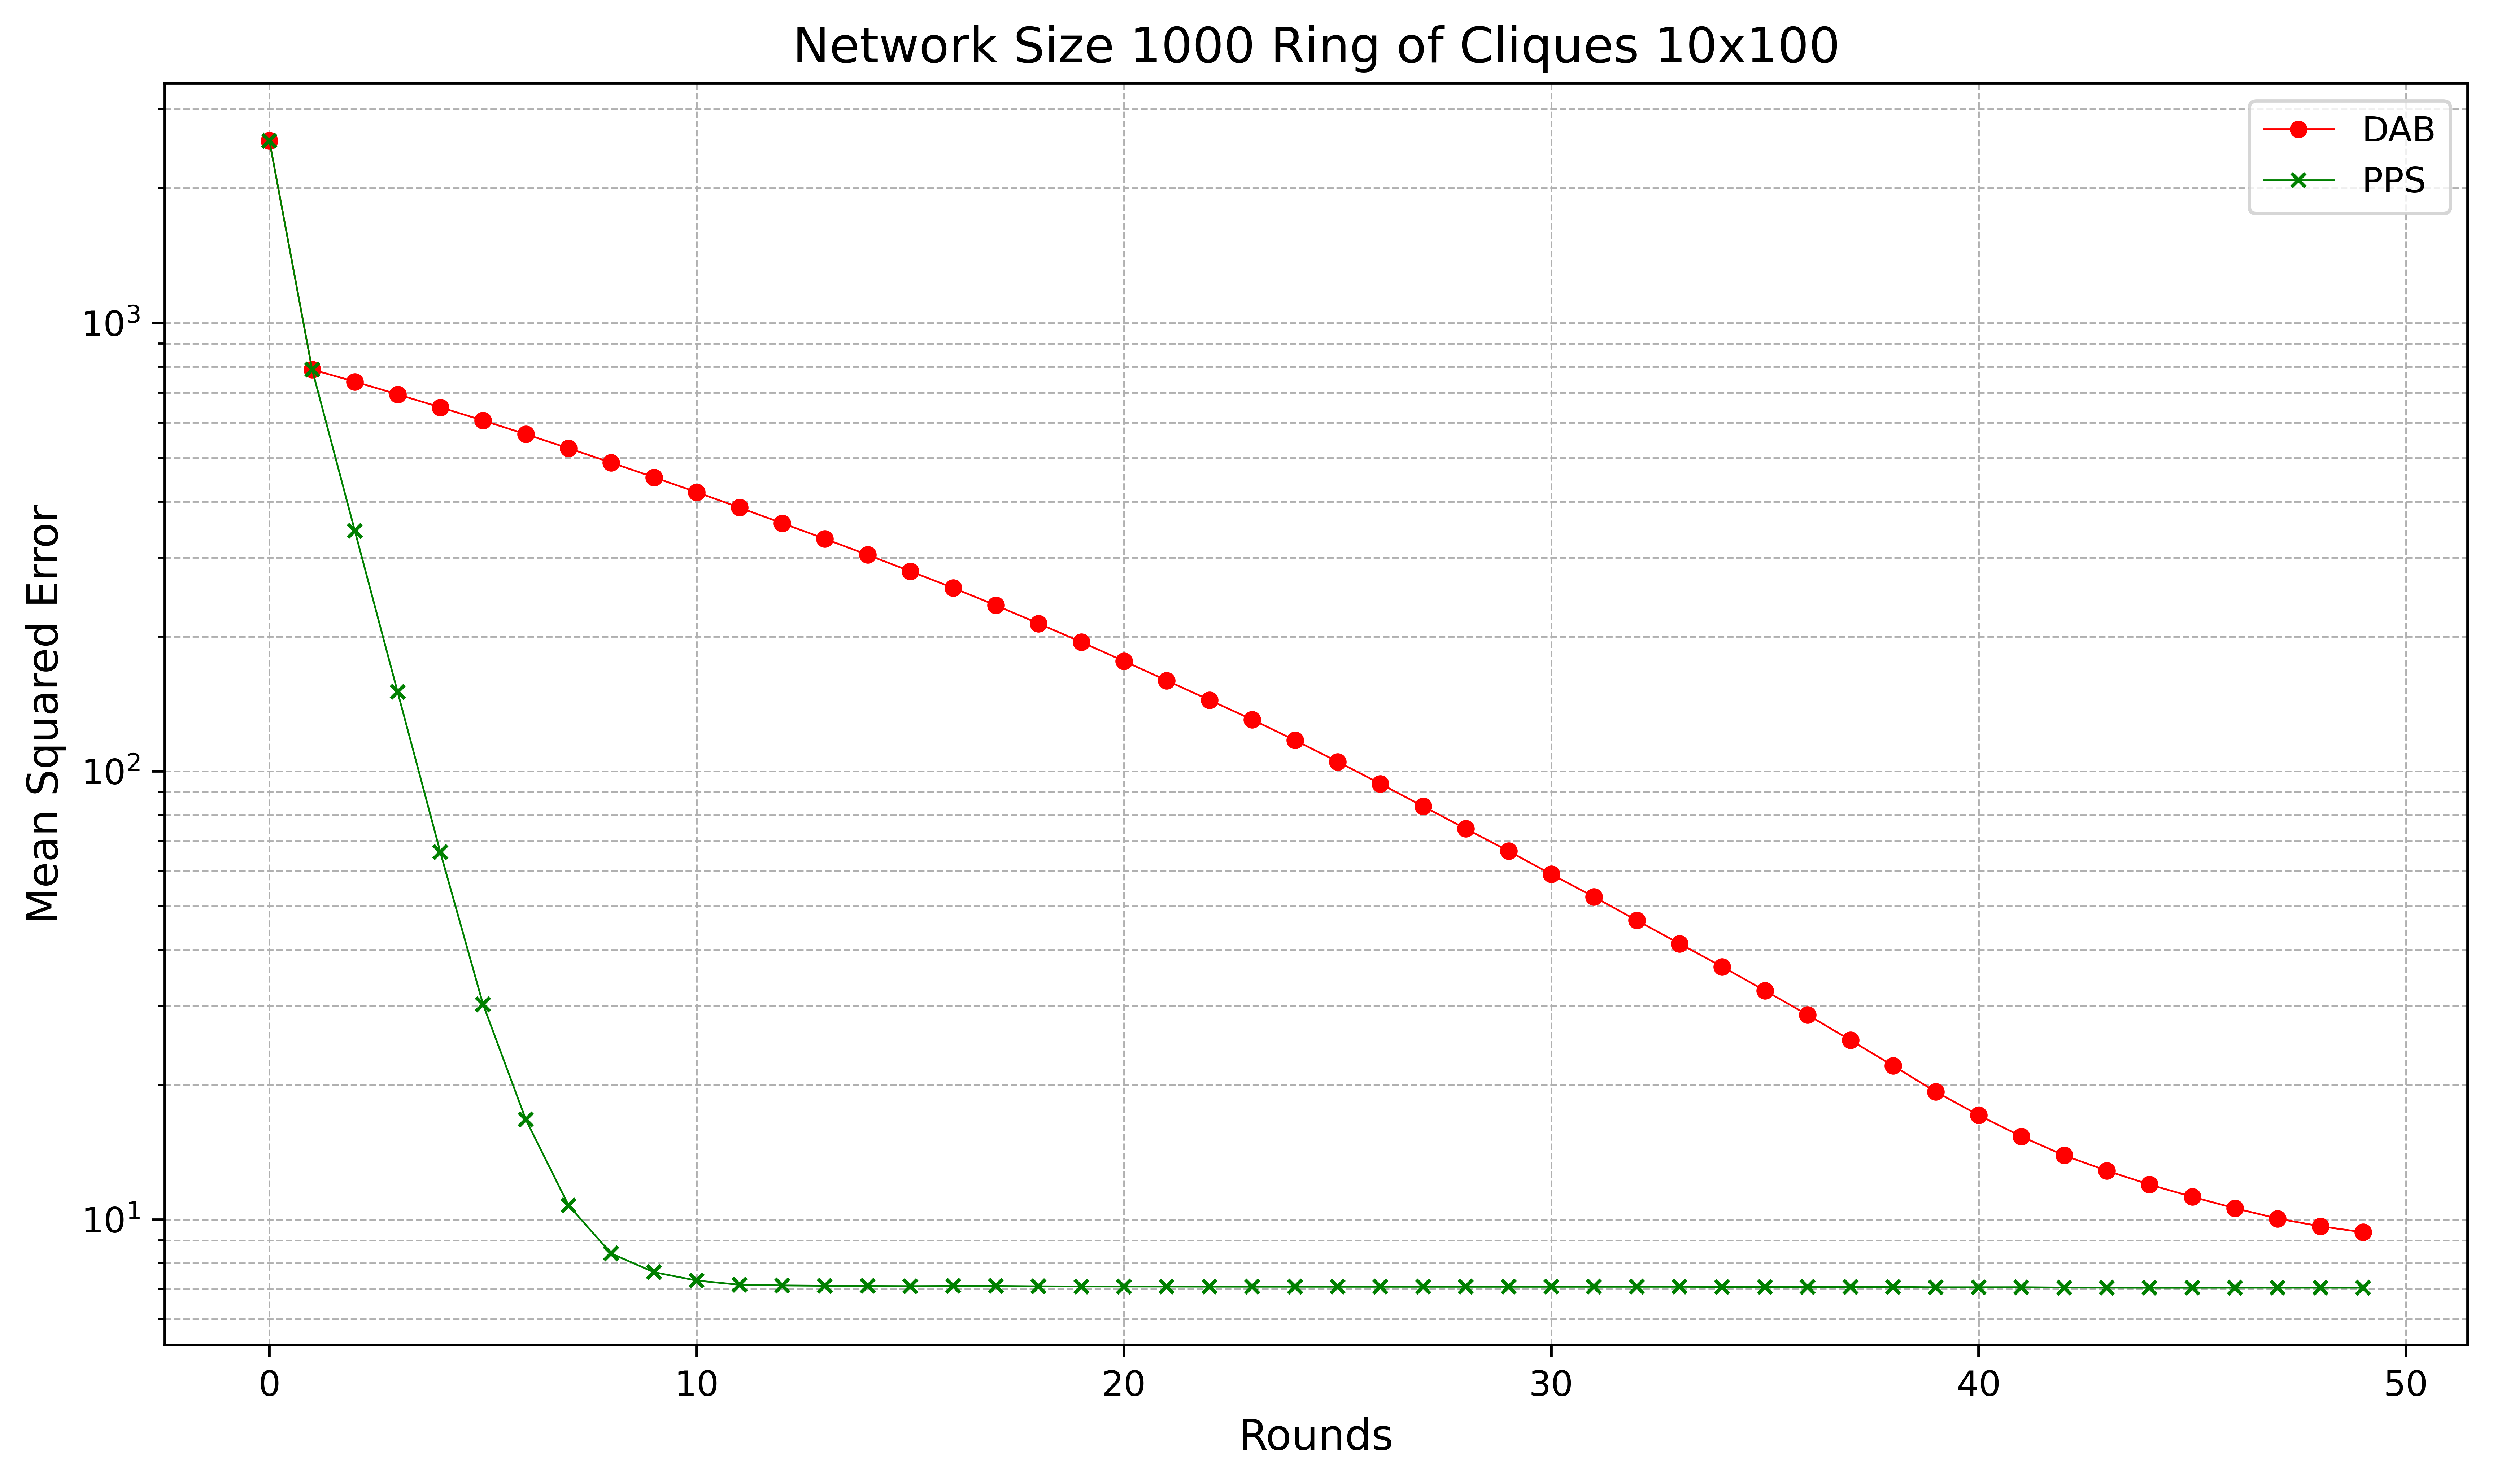 Network Size 1000 Ring of Cliques 10x100
DAB
PPS
Mean Squared Error
10³
10²
10¹
0 10 20 30 40 50
Rounds